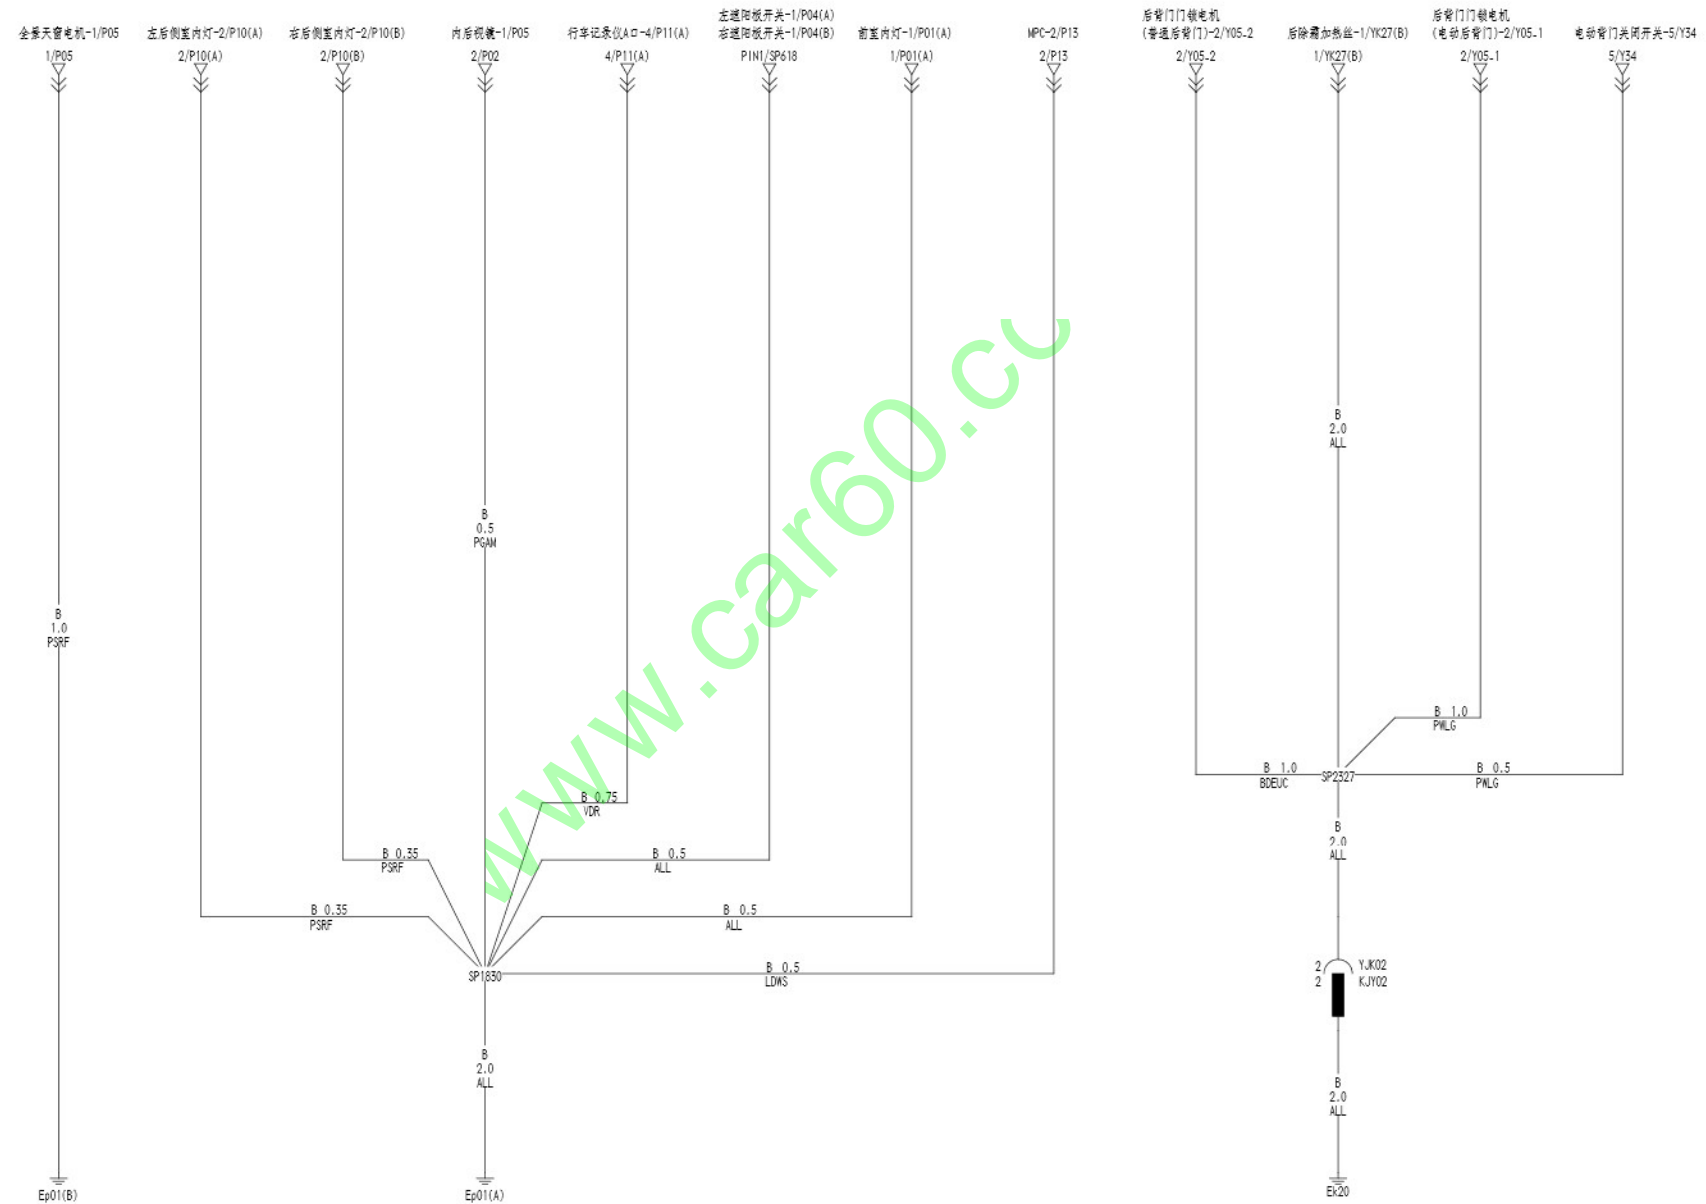 全景天窗电机-1/P05
1/P05
左后侧室内灯-2/P10(A)
2/P10(A)
右后侧室内灯-2/P10(B)
2/P10(B)
内后视镜-1/P05
2/P02
行车记录仪A口-4/P11(A)
4/P11(A)
左遮阳板开关-1/P04(A)
右遮阳板开关-1/P04(B)
PIN1/SP618
前室内灯-1/P01(A)
1/P01(A)
MPC-2/P13
2/P13
后背门门锁电机
(普通后背门)-2/Y05-2
2/Y05-2
后除霜加热丝-1/YK27(B)
1/YK27(B)
后背门门锁电机
(电动后背门)-2/Y05-1
2/Y05-1
电动背门关闭开关-5/Y34
5/Y34
B
2.0
ALL
B
0.5
PGAM
B
1.0
PSRF
B 1.0
PWLG
B 1.0
BDEUC
SP2327
B 0.5
PWLG
B 0.75
VDR
B
2.0
ALL
B 0.35
PSRF
B 0.5
ALL
B 0.35
PSRF
B 0.5
ALL
SP1830
B 0.5
LDWS
2
YJK02
2
KJY02
B
2.0
ALL
B
2.0
ALL
Ep01(B)
Ep01(A)
Ek20
www.car60.co